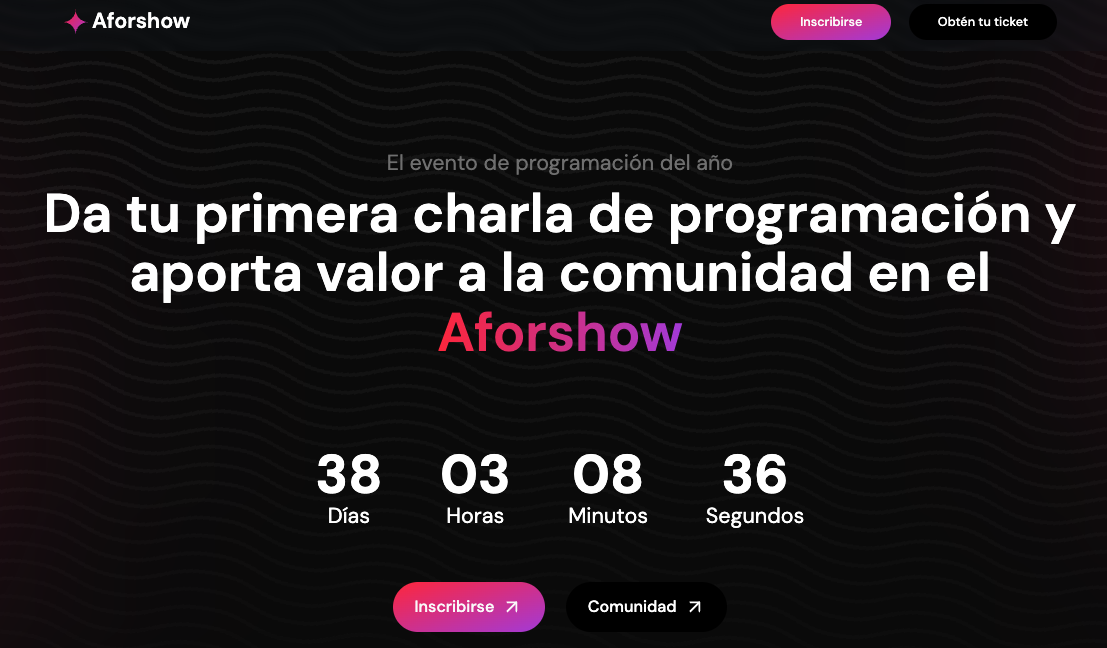 Aforshow
Inscribirse
Obtén tu ticket
El evento de programación del año
Da tu primera charla de programación y
aporta valor a la comunidad en el
Aforshow
38 03 08 36
Días Horas Minutos Segundos
Inscribirse
Comunidad